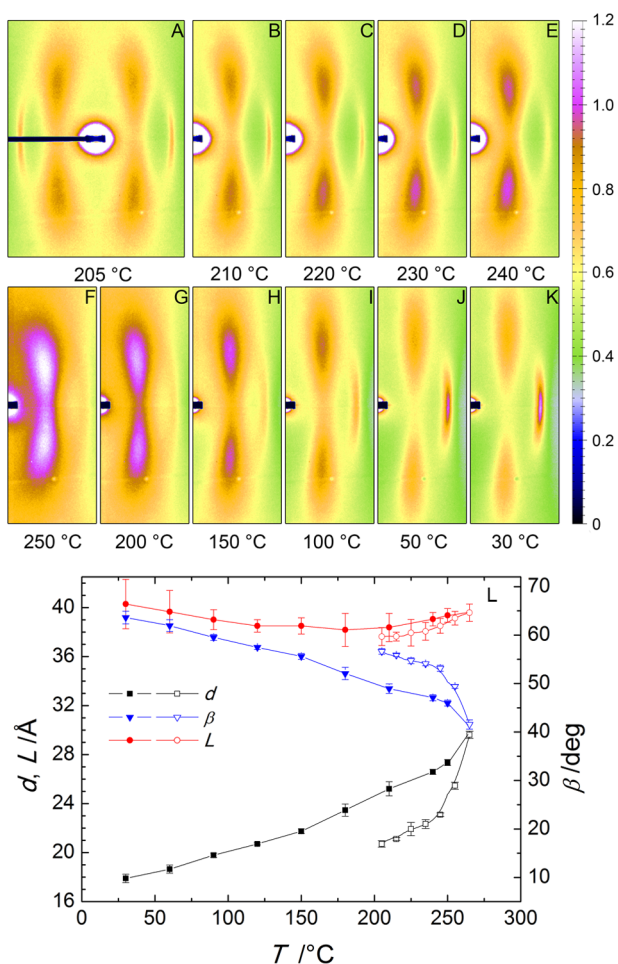 A B C D E
1.2
1.0
0.8
0.6
0.4
0.2
0
205 °C 210 °C 220 °C 230 °C 240 °C
F G H I J K
250 °C 200 °C 150 °C 100 °C 50 °C 30 °C
L
40
36
32
28
24
20
16
d, L /Å
d
β
L
70
60
50
40
30
20
10
β /deg
0 50 100 150 200 250 300
T /°C